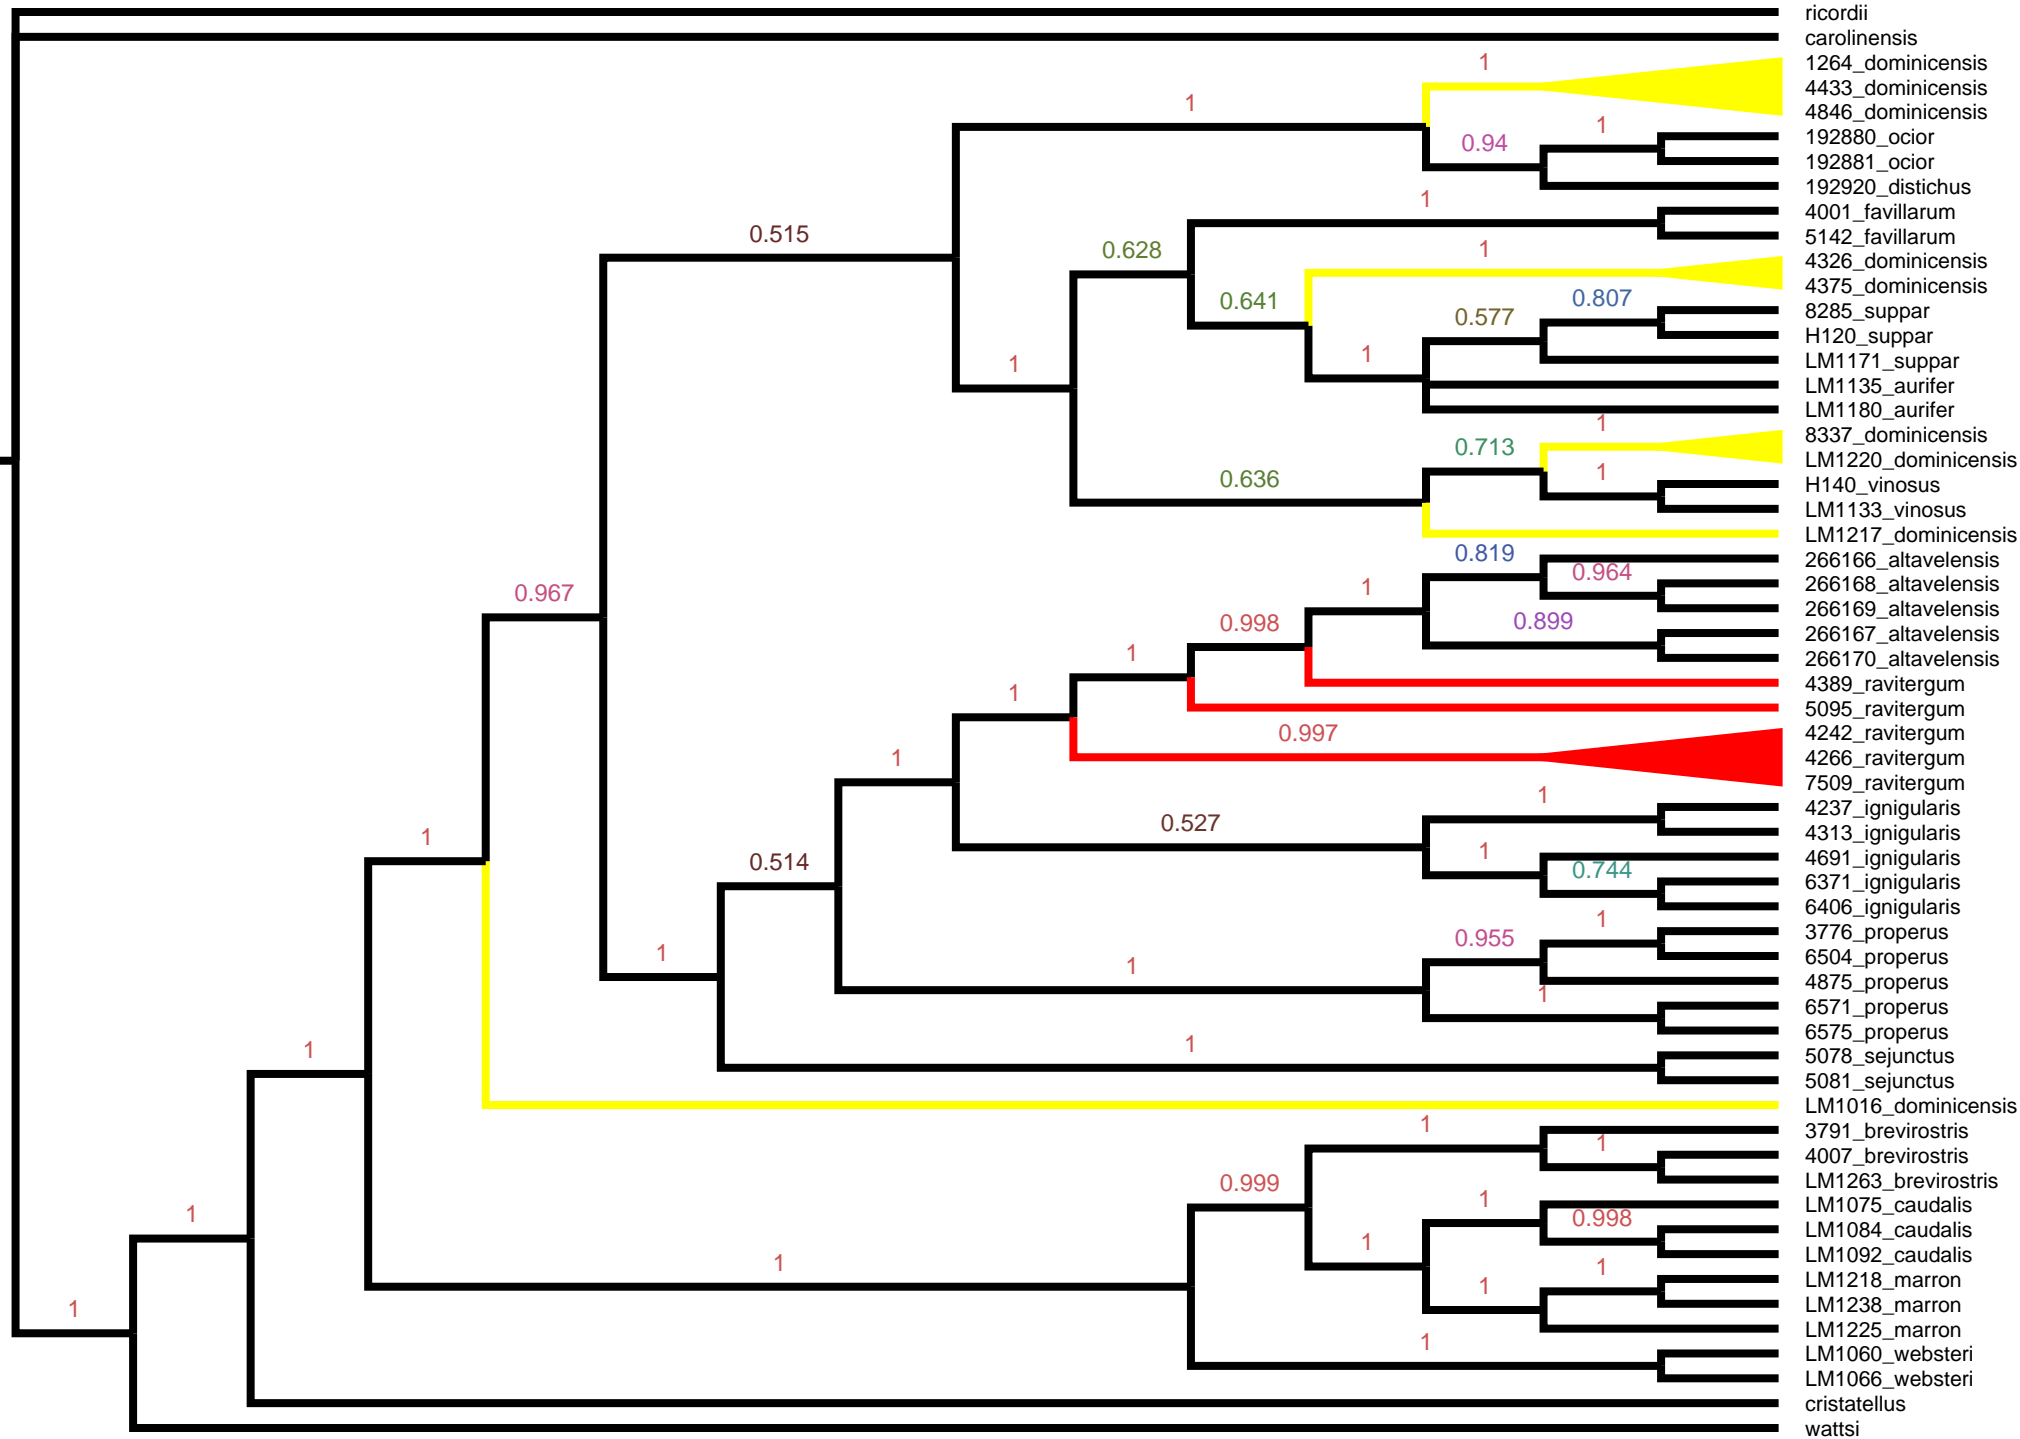 ricordii
carolinensis
1
1264_dominicensis
4433_dominicensis
1
4846_dominicensis
1
192880_ocior
0.94
192881_ocior
192920_distichus
1
4001_favillarum
0.515
5142_favillarum
0.628
1
4326_dominicensis
4375_dominicensis
0.641
0.807
8285_suppar
0.577
H120_suppar
1
1
LM1171_suppar
LM1135_aurifer
LM1180_aurifer
1
8337_dominicensis
0.713
LM1220_dominicensis
1
0.636
H140_vinosus
LM1133_vinosus
LM1217_dominicensis
0.819
266166_altavelensis
0.964
0.967
1
266168_altavelensis
266169_altavelensis
0.998
0.899
266167_altavelensis
1
266170_altavelensis
1
4389_ravitergum
5095_ravitergum
0.997
4242_ravitergum
1
4266_ravitergum
7509_ravitergum
1
4237_ignigularis
0.527
4313_ignigularis
1
1
4691_ignigularis
0.514
0.744
6371_ignigularis
6406_ignigularis
1
3776_properus
0.955
1
1
6504_properus
4875_properus
1
6571_properus
6575_properus
1
1
5078_sejunctus
5081_sejunctus
LM1016_dominicensis
1
3791_brevirostris
1
4007_brevirostris
0.999
LM1263_brevirostris
1
1
LM1075_caudalis
0.998
LM1084_caudalis
1
1
LM1092_caudalis
1
LM1218_marron
1
1
LM1238_marron
LM1225_marron
1
LM1060_websteri
LM1066_websteri
cristatellus
wattsi